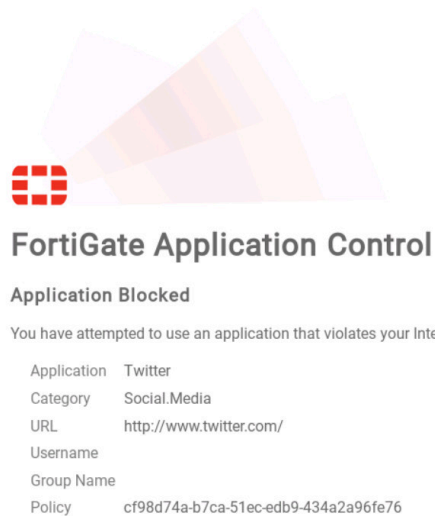 FortiGate Application Control
Application Blocked
You have attempted to use an application that violates your
Application Twitter
Category Social.Media
URL http://www.twitter.com/
Username
Group Name
Policy cf98d74a-b7ca-51ec-edb9-434a2a96fe76